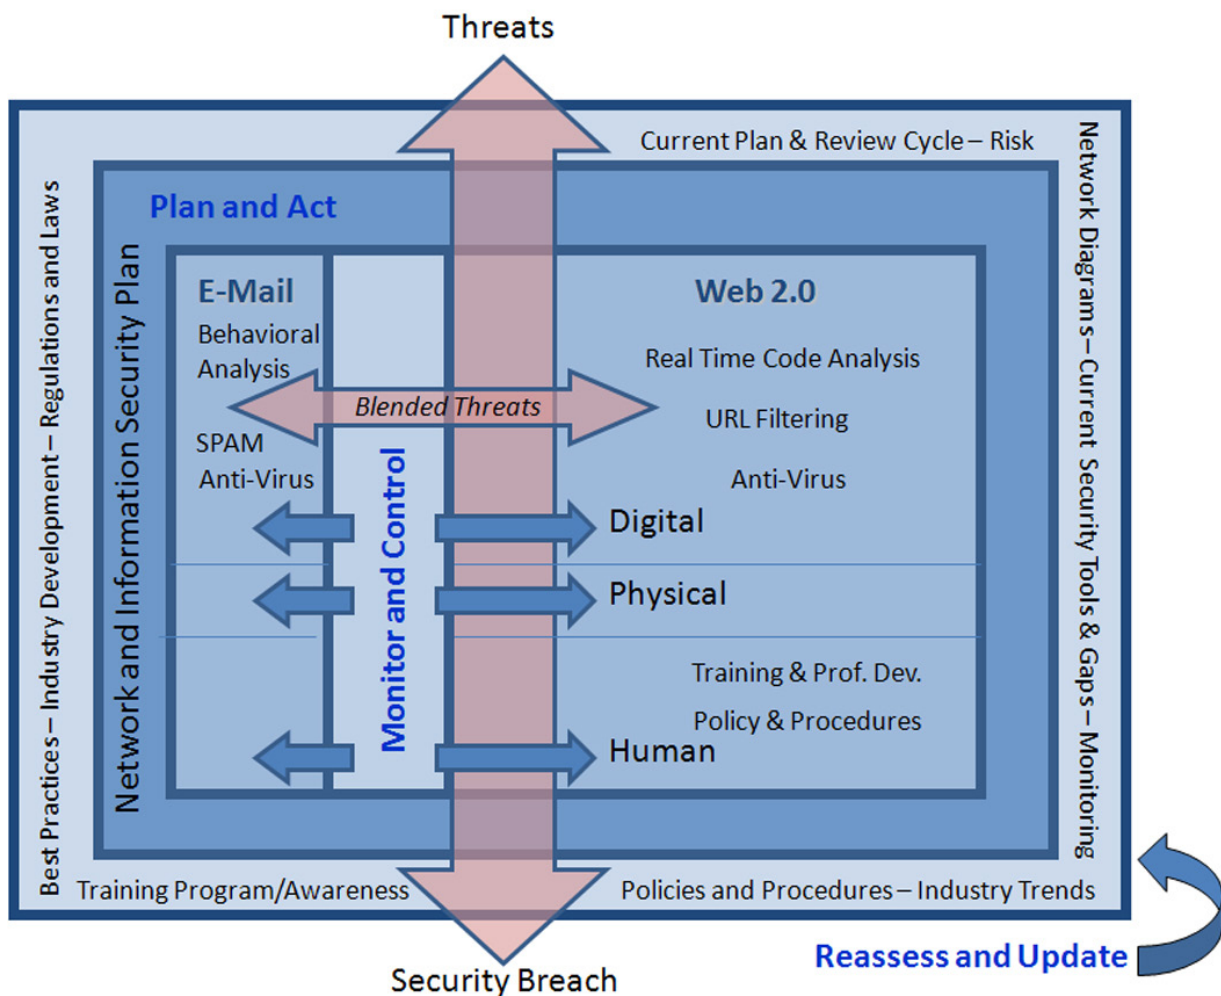 Threats
Current Plan & Review Cycle – Risk
Best Practices– Industry Development – Regulations and Laws
Network Diagrams– Current Security Tools & Gaps– Monitoring
Plan and Act
Network and Information Security Plan
E-Mail
Behavioral
Analysis
SPAM
Anti-Virus
Web 2.0
Real Time Code Analysis
URL Filtering
Anti-Virus
Blended Threats
Monitor and Control
Digital
Physical
Training & Prof. Dev.
Policy & Procedures
Human
Training Program/Awareness
Policies and Procedures – Industry Trends
Reassess and Update
Security Breach